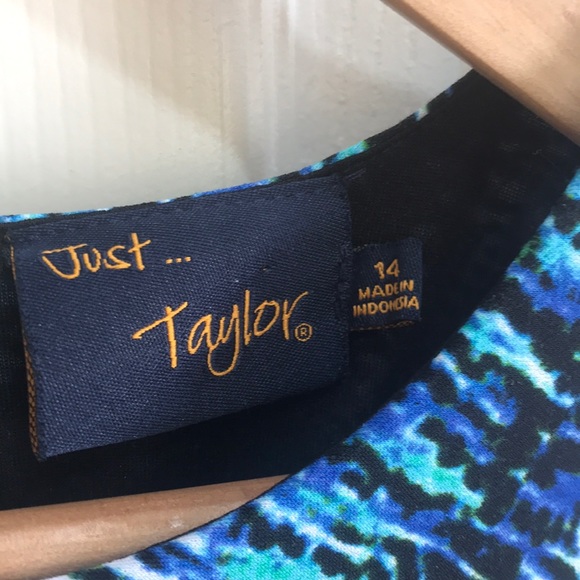 Just ...
Taylor®
14
MADE IN
INDONESIA